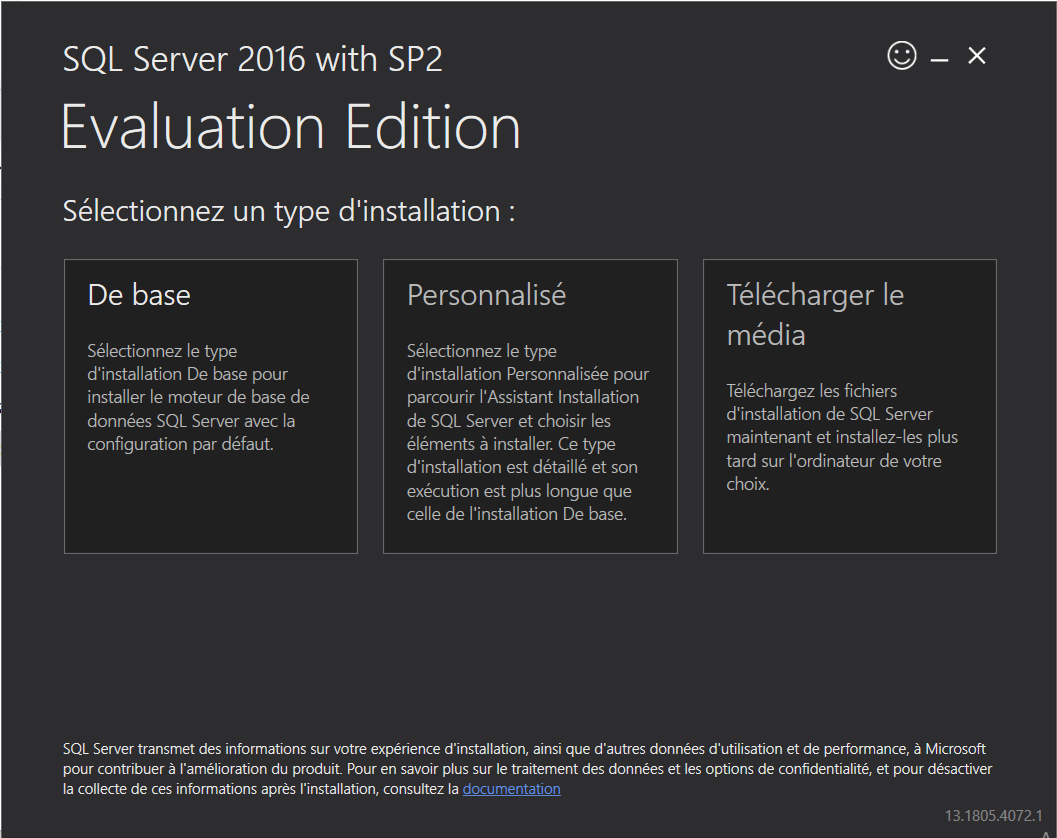 SQL Server 2016 with SP2
Evaluation Edition
Sélectionnez un type d'installation :
De base
Sélectionnez le type
d'installation De base pour
installer le moteur de base de
données SQL Server avec la
configuration par défaut.
Personnalisé
Sélectionnez le type
d'installation Personnalisée pour
parcourir l'Assistant Installation
de SQL Server et choisir les
éléments à installer. Ce type
d'installation est détaillé et son
exécution est plus longue que
celle de l'installation De base.
Télécharger le
média
Téléchargez les fichiers
d'installation de SQL Server
maintenant et installez-les plus
tard sur l'ordinateur de votre
choix.
SQL Server transmet des informations sur votre expérience d'installation, ainsi que d'autres données d'utilisation et de performance, à Microsoft
pour contribuer à l'amélioration du produit. Pour en savoir plus sur le traitement des données et les options de confidentialité, et pour désactiver
la collecte de ces informations après l'installation, consultez la documentation
13.1805.4072.1